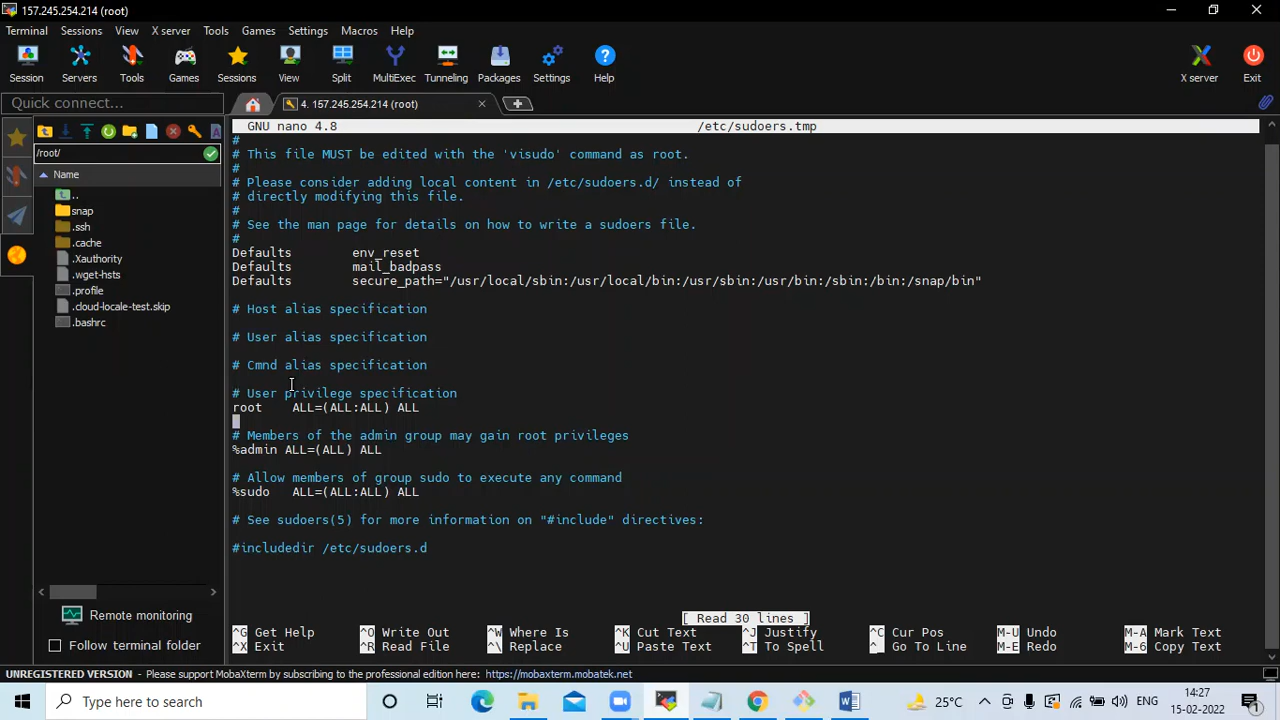 157.245.254.214 (root)
Terminal Sessions View X server Tools Games Settings Macros Help
Session Servers Tools Games Sessions View Split MultiExec Tunneling Packages Settings Help X server Exit
Quick connect...
4. 157.245.254.214 (root)
/root/
Name
..
snap
.ssh
.cache
.Xauthority
.wget-hsts
.profile
.cloud-locale-test.skip
.bashrc
Remote monitoring
Follow terminal folder
GNU nano 4.8 /etc/sudoers.tmp
#
# This file MUST be edited with the 'visudo' command as root.
#
# Please consider adding local content in /etc/sudoers.d/ instead of
# directly modifying this file.
#
# See the man page for details on how to write a sudoers file.
#
Defaults env_reset
Defaults mail_badpass
Defaults secure_path="/usr/local/sbin:/usr/local/bin:/usr/sbin:/usr/bin:/sbin:/bin:/snap/bin"
# Host alias specification
# User alias specification
# Cmnd alias specification
# User privilege specification
root ALL=(ALL:ALL) ALL
# Members of the admin group may gain root privileges
%admin ALL=(ALL) ALL
# Allow members of group sudo to execute any command
%sudo ALL=(ALL:ALL) ALL
# See sudoers(5) for more information on "#include" directives:
#includedir /etc/sudoers.d
[ Read 30 lines ]
^G Get Help ^O Write Out ^W Where Is ^K Cut Text ^J Justify ^C Cur Pos M-U Undo M-A Mark Text
^X Exit ^R Read File ^\ Replace ^U Paste Text ^T To Spell ^_ Go To Line M-E Redo M-6 Copy Text
UNREGISTERED VERSION - Please support MobaXterm by subscribing to the professional edition here: https://mobaxterm.mobatek.net
Type here to search
25°C
ENG
14:27
15-02-2022
1